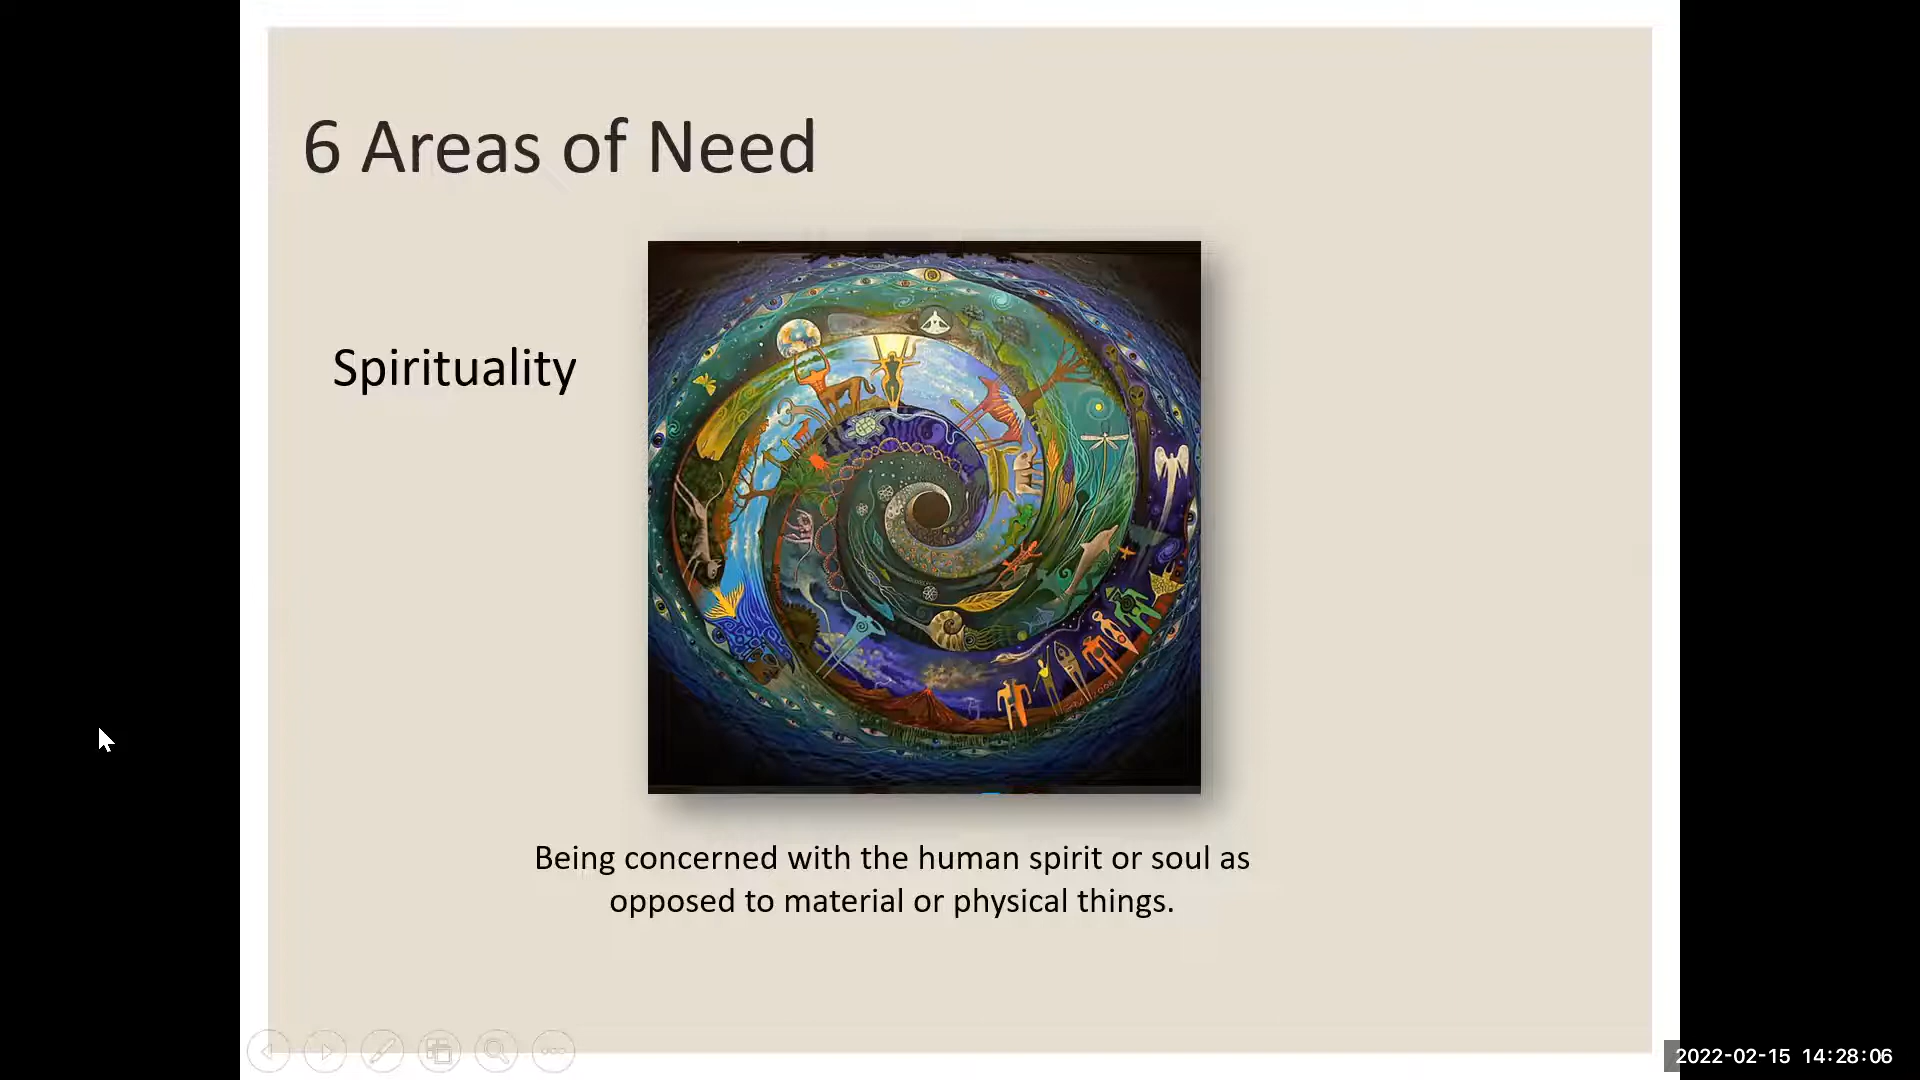 6 Areas of Need
Spirituality
Being concerned with the human spirit or soul as
opposed to material or physical things.
2022-02-15 14:28:06